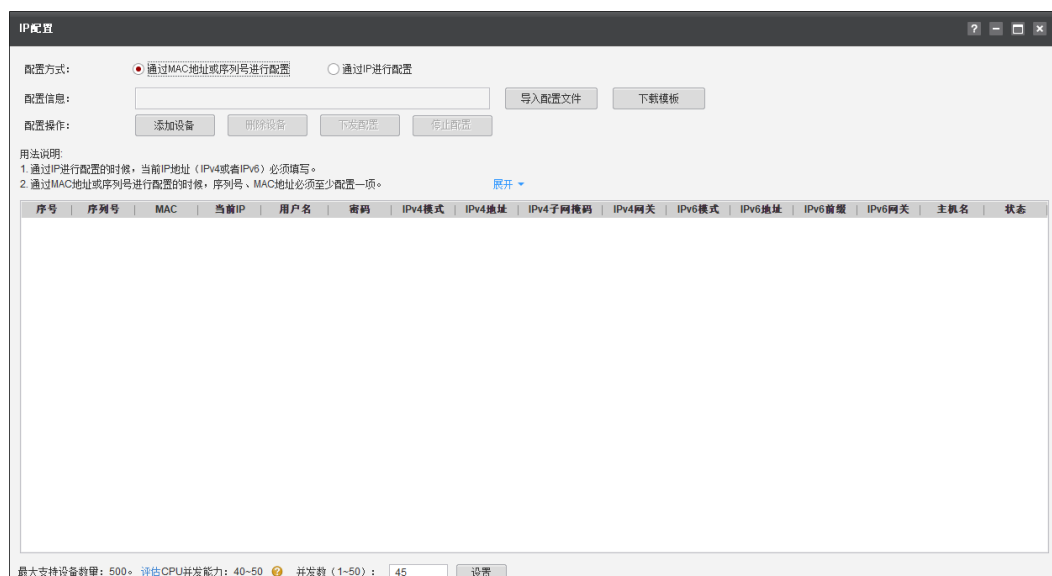 IP配置
配置方式： 通过MAC地址或序列号进行配置 通过IP进行配置
配置信息： 导入配置文件 下载模板
配置操作： 添加设备 删除设备 下发配置 停止配置
用法说明:
1. 通过IP进行配置的时候，当前IP地址（IPv4或者IPv6）必须填写。
2. 通过MAC地址或序列号进行配置的时候，序列号、MAC地址必须至少配置一项。 展开
序号 序列号 MAC 当前IP 用户名 密码 IPv4模式 IPv4地址 IPv4子网掩码 IPv4网关 IPv6模式 IPv6地址 IPv6前缀 IPv6网关 主机名 状态
最大支持设备数量：500。 评估CPU并发能力：40~50 并发数（1~50）： 45 设置